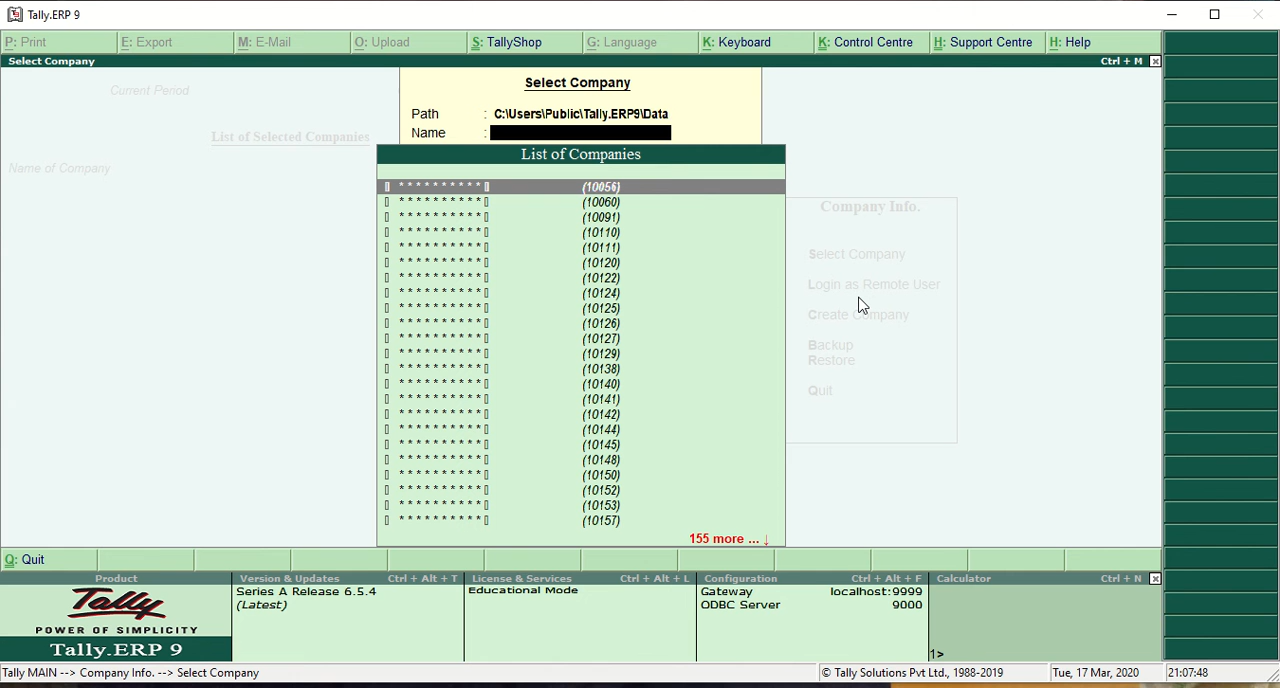 Tally.ERP 9
P: Print E: Export M: E-Mail O: Upload S: TallyShop G: Language K: Keyboard K: Control Centre H: Support Centre H: Help
Select Company Ctrl + M
Current Period
List of Selected Companies
Name of Company
Select Company
Path : C:\Users\Public\Tally.ERP9\Data
Name :
List of Companies
* * * * * * * * * * (10056)
* * * * * * * * * * (10060)
* * * * * * * * * * (10091)
* * * * * * * * * * (10110)
* * * * * * * * * * (10111)
* * * * * * * * * * (10120)
* * * * * * * * * * (10122)
* * * * * * * * * * (10124)
* * * * * * * * * * (10125)
* * * * * * * * * * (10126)
* * * * * * * * * * (10127)
* * * * * * * * * * (10129)
* * * * * * * * * * (10138)
* * * * * * * * * * (10140)
* * * * * * * * * * (10141)
* * * * * * * * * * (10142)
* * * * * * * * * * (10144)
* * * * * * * * * * (10145)
* * * * * * * * * * (10148)
* * * * * * * * * * (10150)
* * * * * * * * * * (10152)
* * * * * * * * * * (10153)
* * * * * * * * * * (10157)
155 more ... ↓
Company Info.
Select Company
Login as Remote User
Create Company
Backup
Restore
Quit
Q: Quit
Product
Tally
POWER OF SIMPLICITY
Tally.ERP 9
Version & Updates Ctrl + Alt + T
Series A Release 6.5.4
(Latest)
License & Services Ctrl + Alt + L
Educational Mode
Configuration Ctrl + Alt + F
Gateway localhost:9999
ODBC Server 9000
Calculator Ctrl + N
1>
Tally MAIN --> Company Info. --> Select Company © Tally Solutions Pvt Ltd., 1988-2019 Tue, 17 Mar, 2020 21:07:48